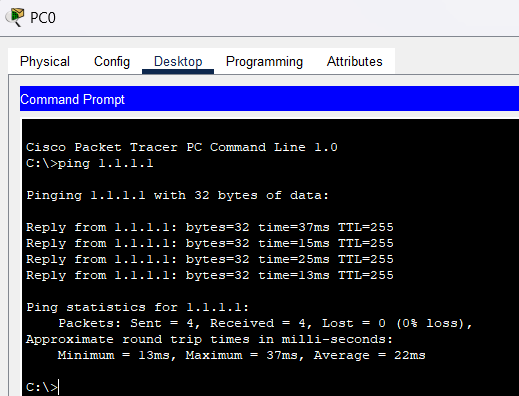 PC0
Physical Config Desktop Programming Attributes
Command Prompt
Cisco Packet Tracer PC Command Line 1.0
C:\>ping 1.1.1.1
Pinging 1.1.1.1 with 32 bytes of data:
Reply from 1.1.1.1: bytes=32 time=37ms TTL=255
Reply from 1.1.1.1: bytes=32 time=15ms TTL=255
Reply from 1.1.1.1: bytes=32 time=25ms TTL=255
Reply from 1.1.1.1: bytes=32 time=13ms TTL=255
Ping statistics for 1.1.1.1:
    Packets: Sent = 4, Received = 4, Lost = 0 (0% loss),
Approximate round trip times in milli-seconds:
    Minimum = 13ms, Maximum = 37ms, Average = 22ms
C:\>